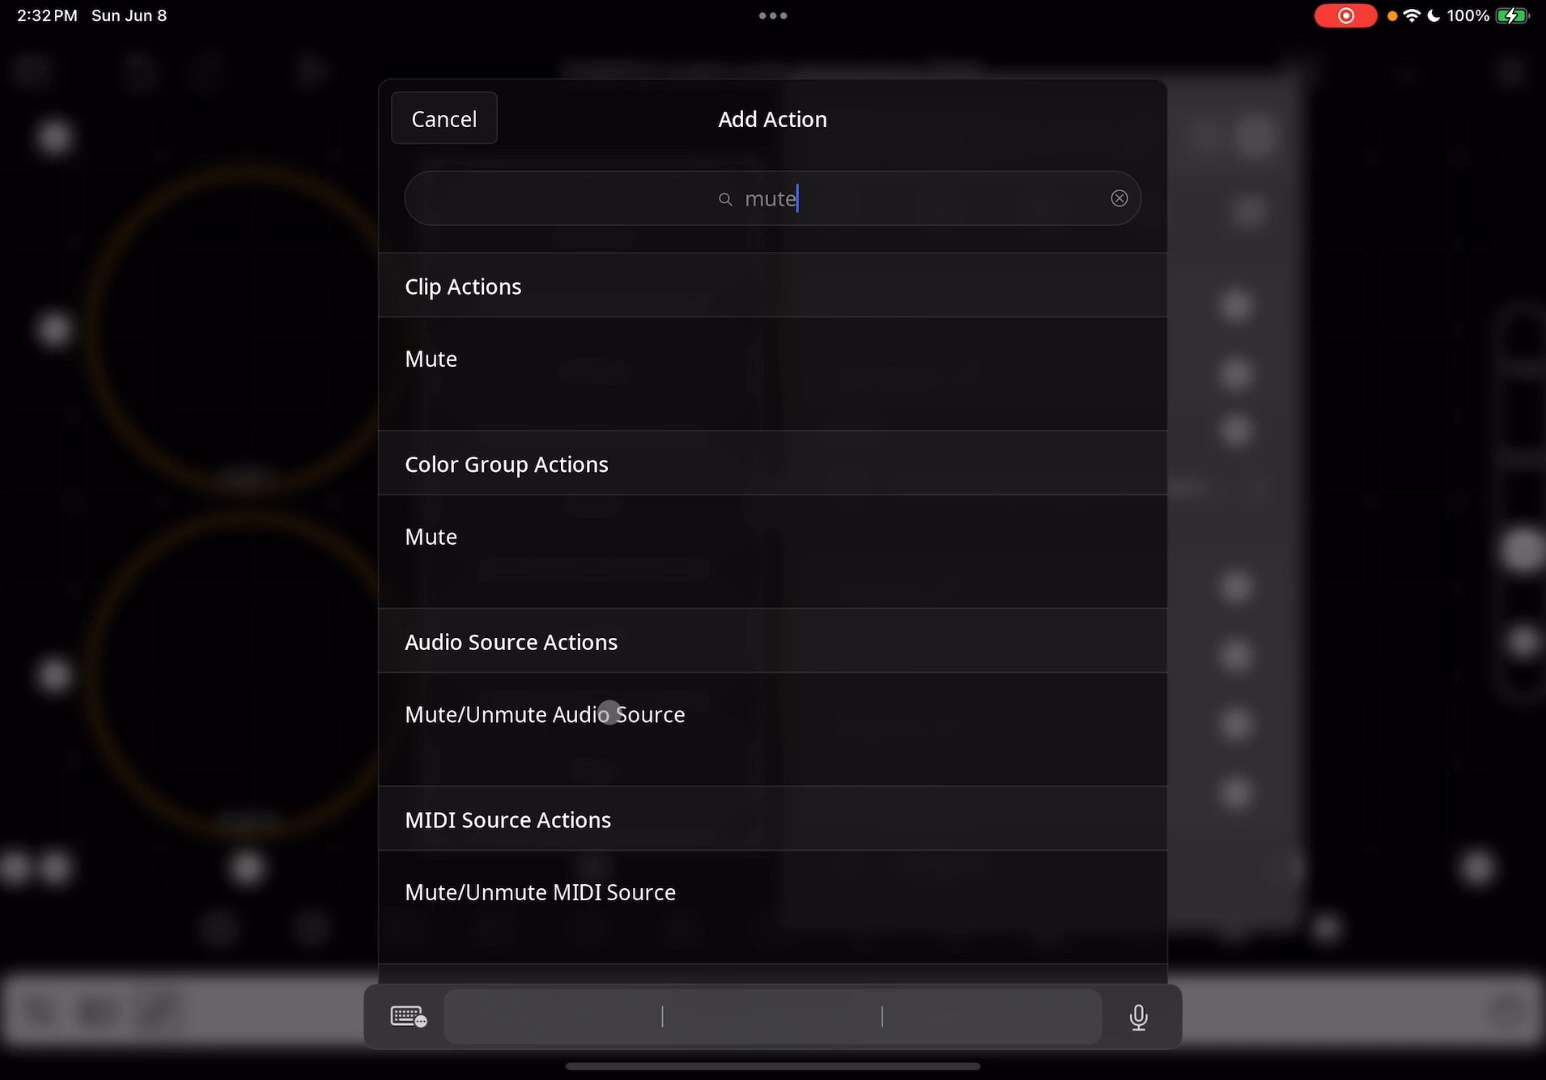 2:32 PM Sun Jun 8
100%
Cancel
Add Action
mute
Clip Actions
Mute
Color Group Actions
Mute
Audio Source Actions
Mute/Unmute Audio Source
MIDI Source Actions
Mute/Unmute MIDI Source